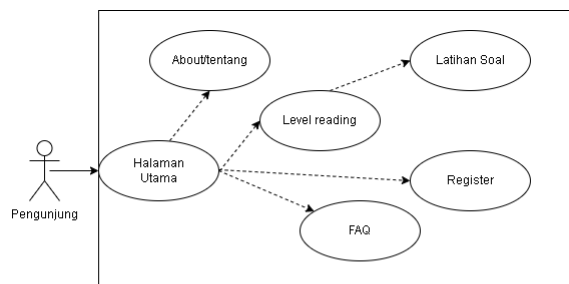 About/tentang
Latihan Soal
Level reading
Halaman
Utama
Register
Pengunjung
FAQ